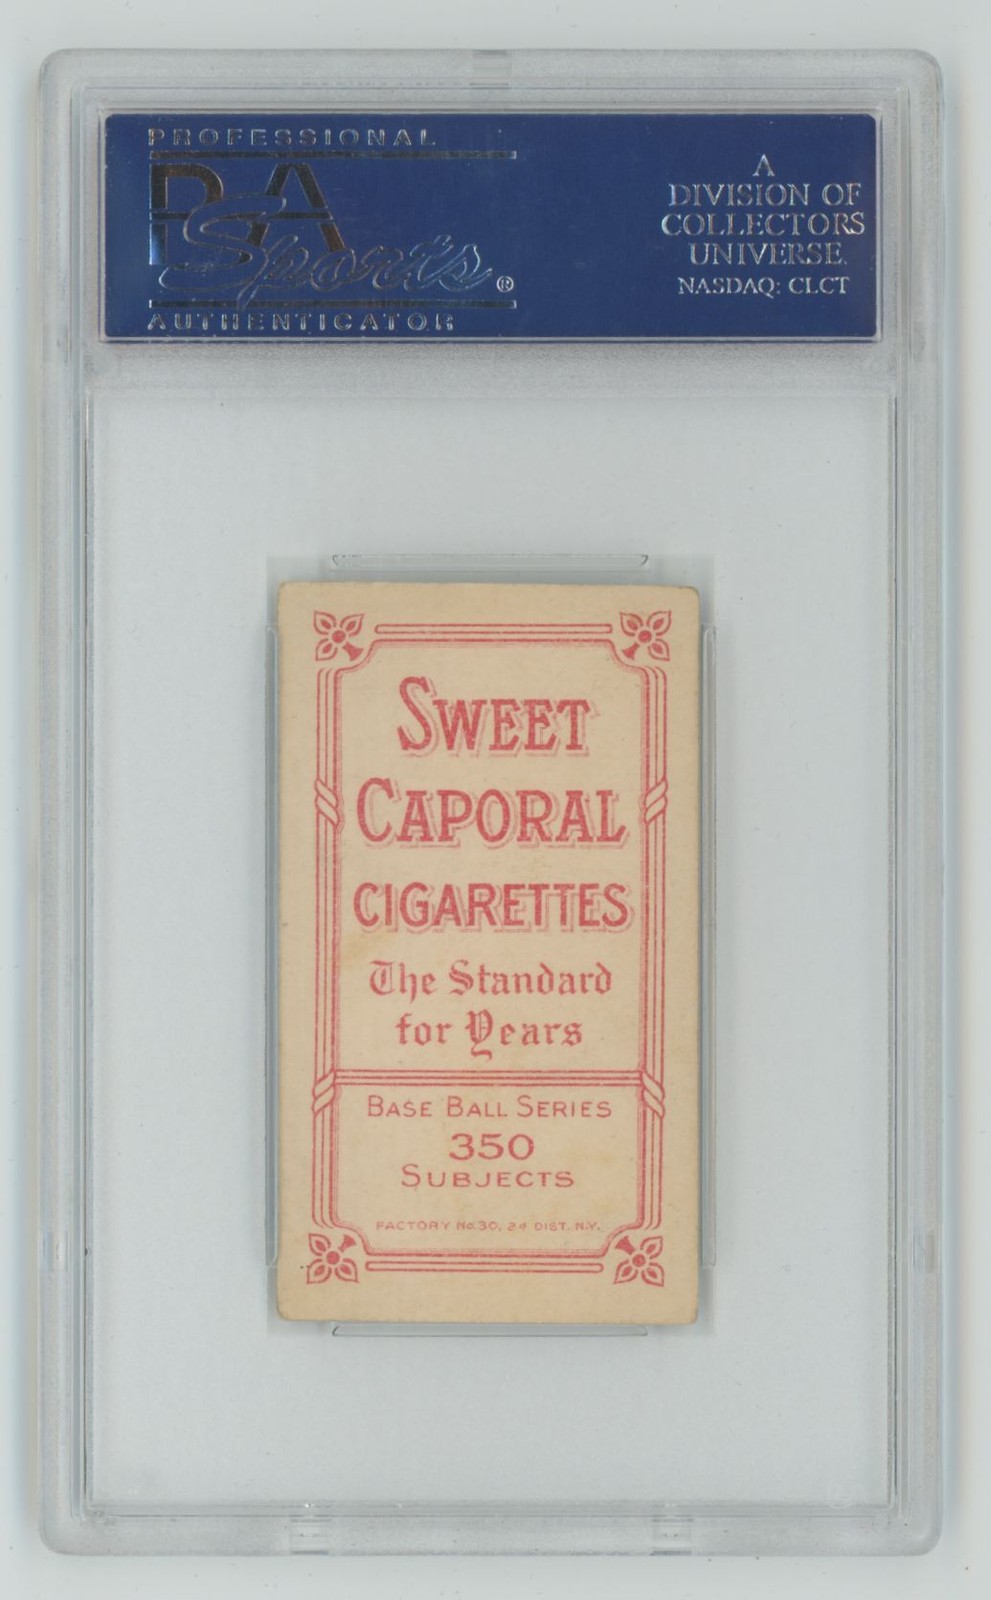 PROFESSIONAL
PSA
Sports®
AUTHENTICATOR
A
DIVISION OF
COLLECTORS
UNIVERSE
NASDAQ: CLCT
SWEET
CAPORAL
CIGARETTES
The Standard
for Years
BASE BALL SERIES
350
SUBJECTS
FACTORY No. 30, 24 DIST. N.Y.